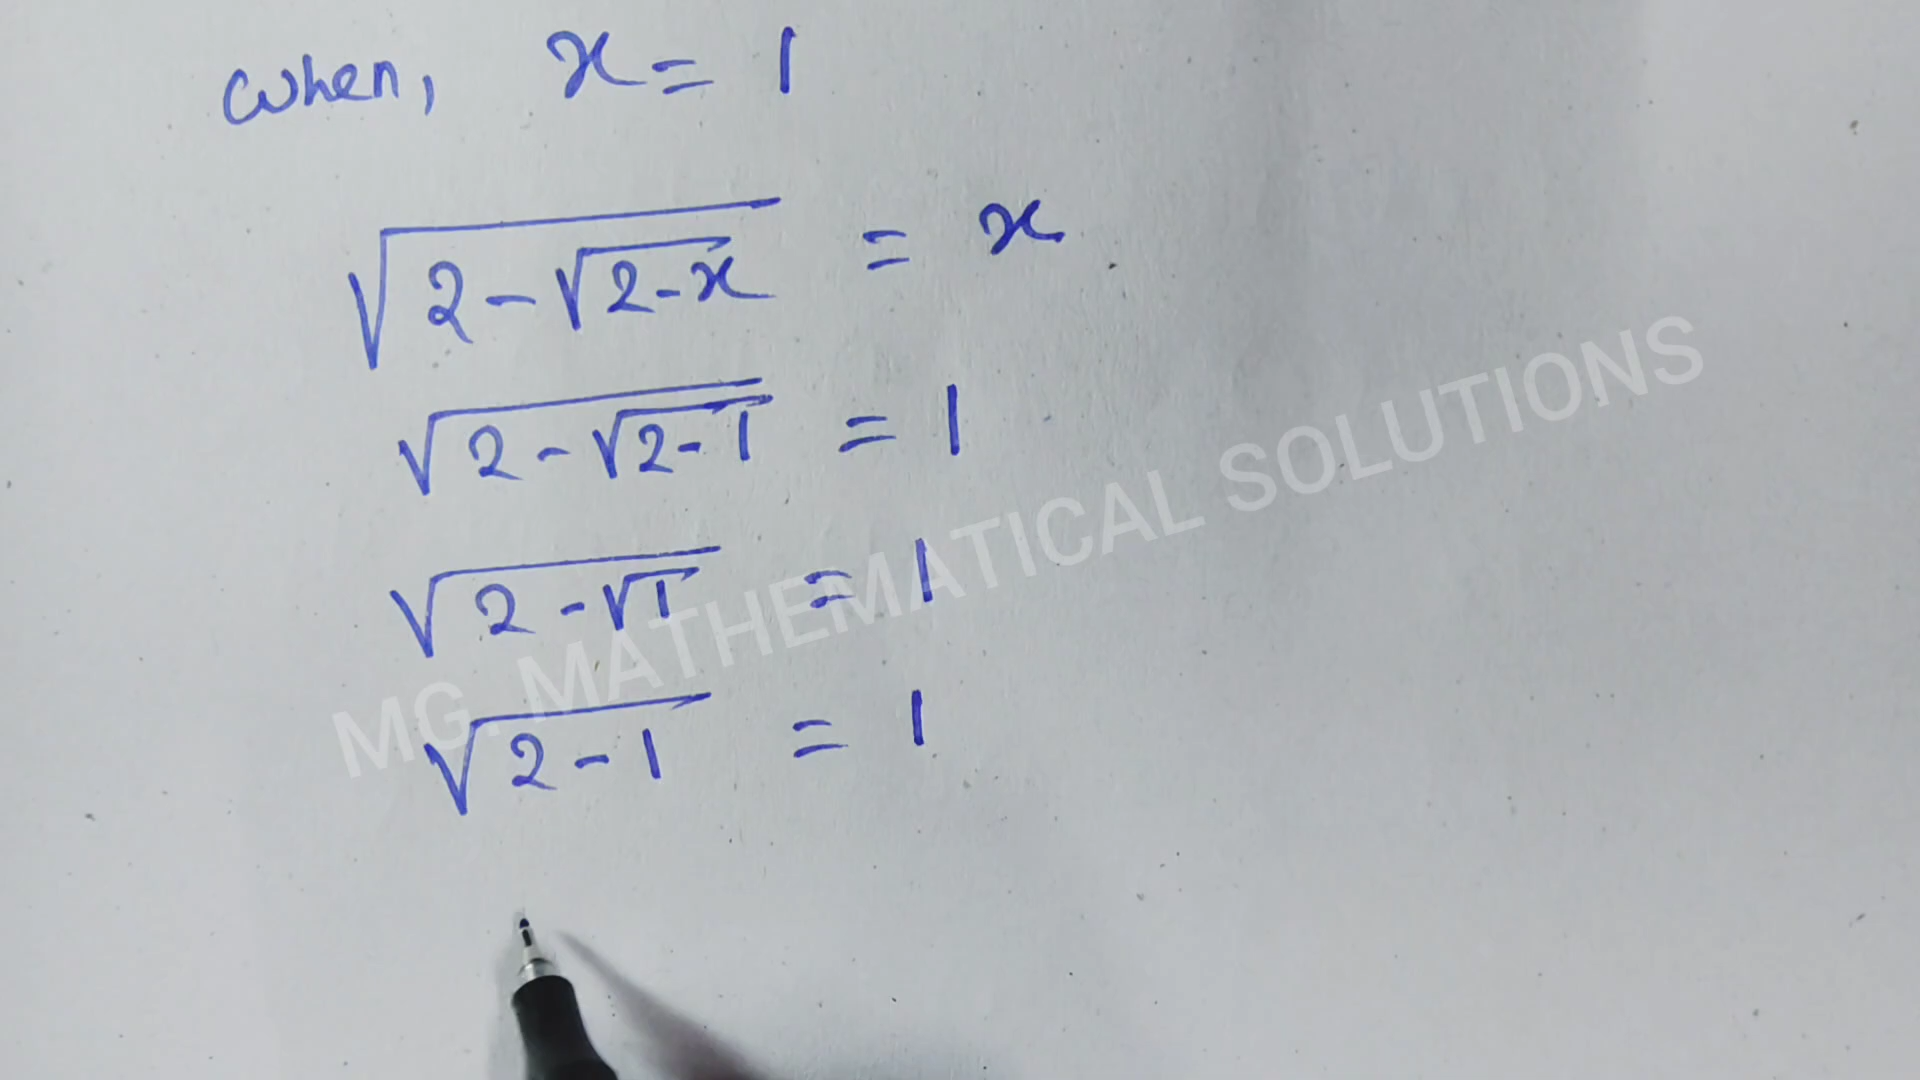 when, x = 1
√(2-√(2-x)) = x
√(2-√(2-1)) = 1
√(2-√1) = 1
√(2-1) = 1
MG. MATHEMATICAL SOLUTIONS